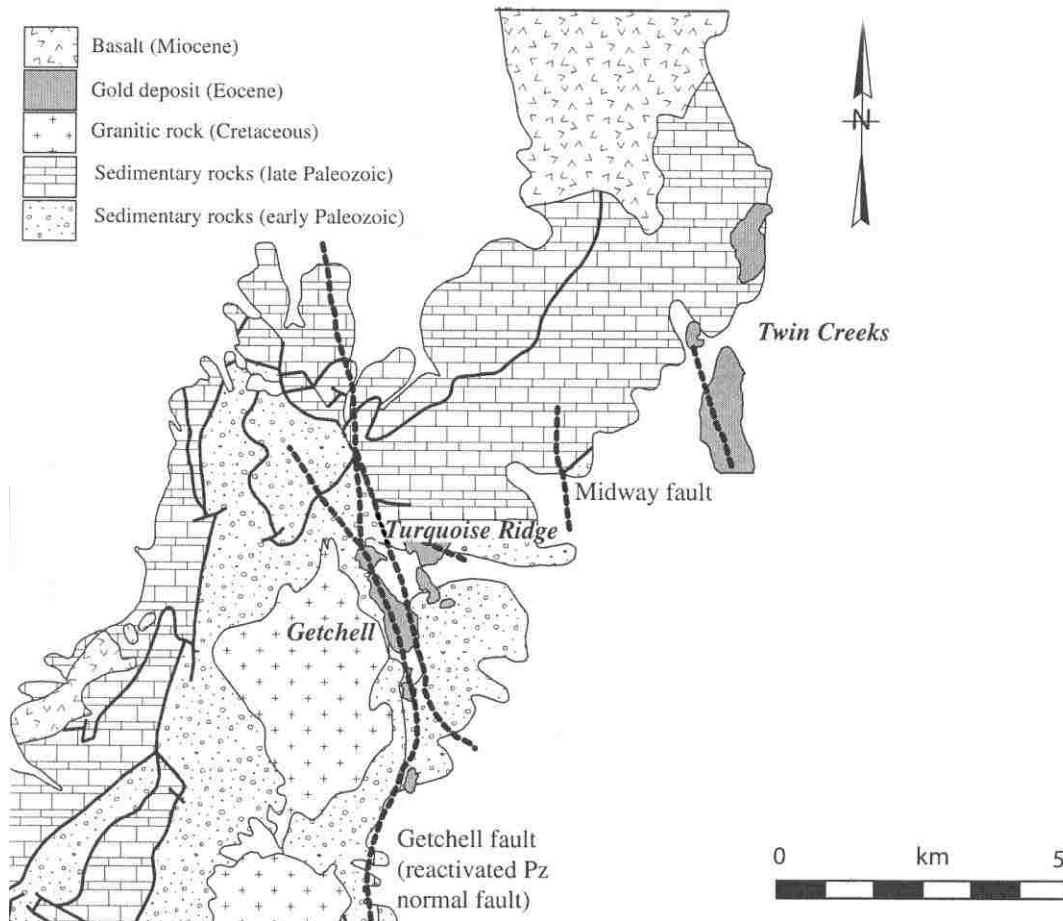 Basalt (Miocene)
Gold deposit (Eocene)
Granitic rock (Cretaceous)
Sedimentary rocks (late Paleozoic)
Sedimentary rocks (early Paleozoic)
N
Twin Creeks
Midway fault
Turquoise Ridge
Getchell
Getchell fault
(reactivated Pz
normal fault)
0 km 5